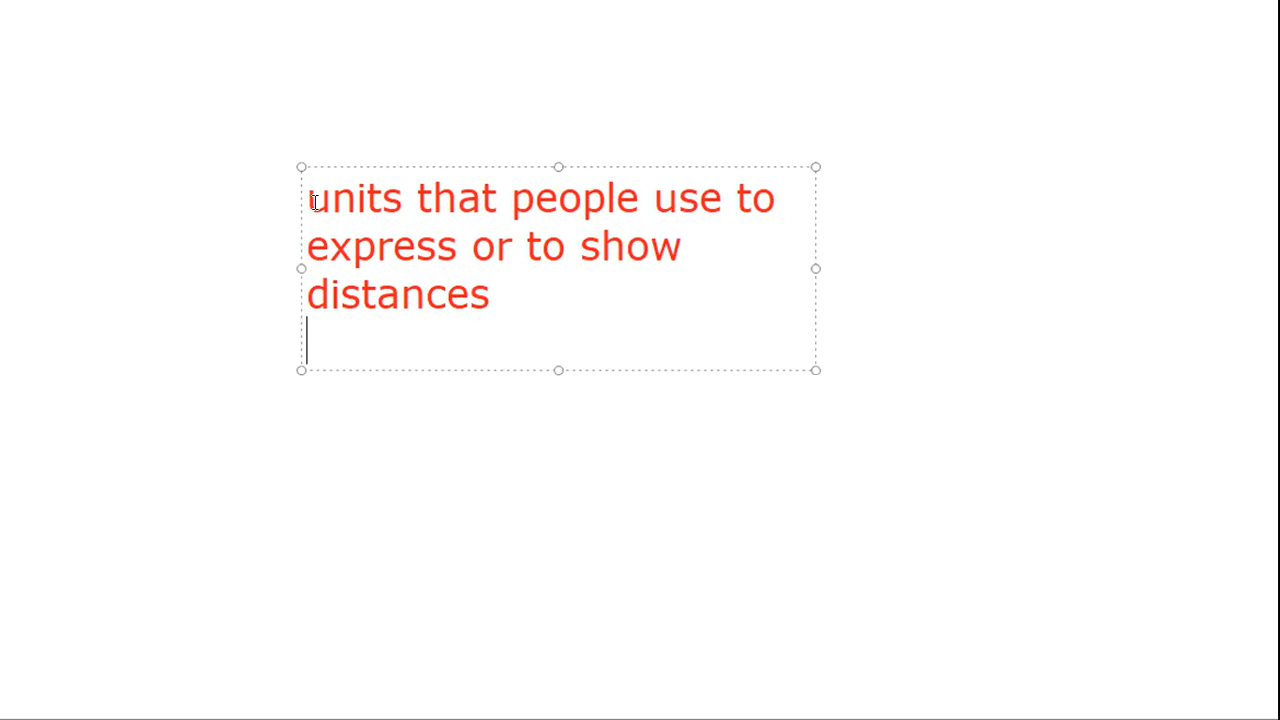 units that people use to
express or to show
distances